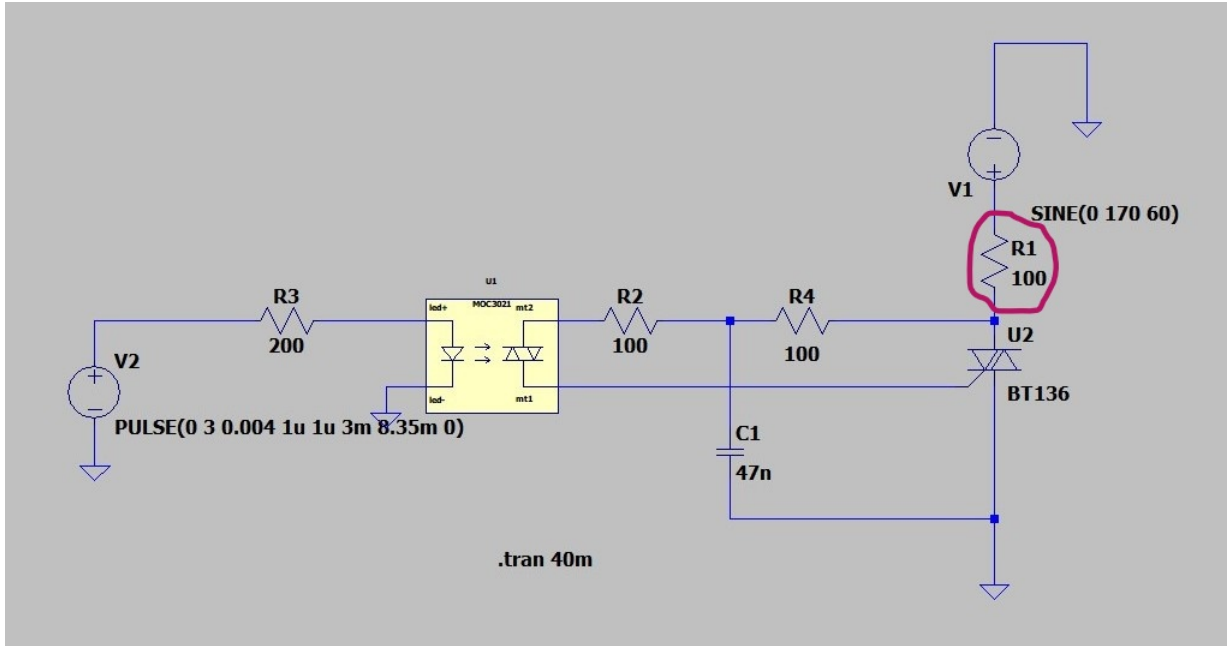 V1
SINE(0 170 60)
R1
100
U1
MOC3021
led+
mt2
led-
mt1
R3
200
R2
100
R4
100
U2
BT136
V2
PULSE(0 3 0.004 1u 1u 3m 8.35m 0)
C1
47n
.tran 40m